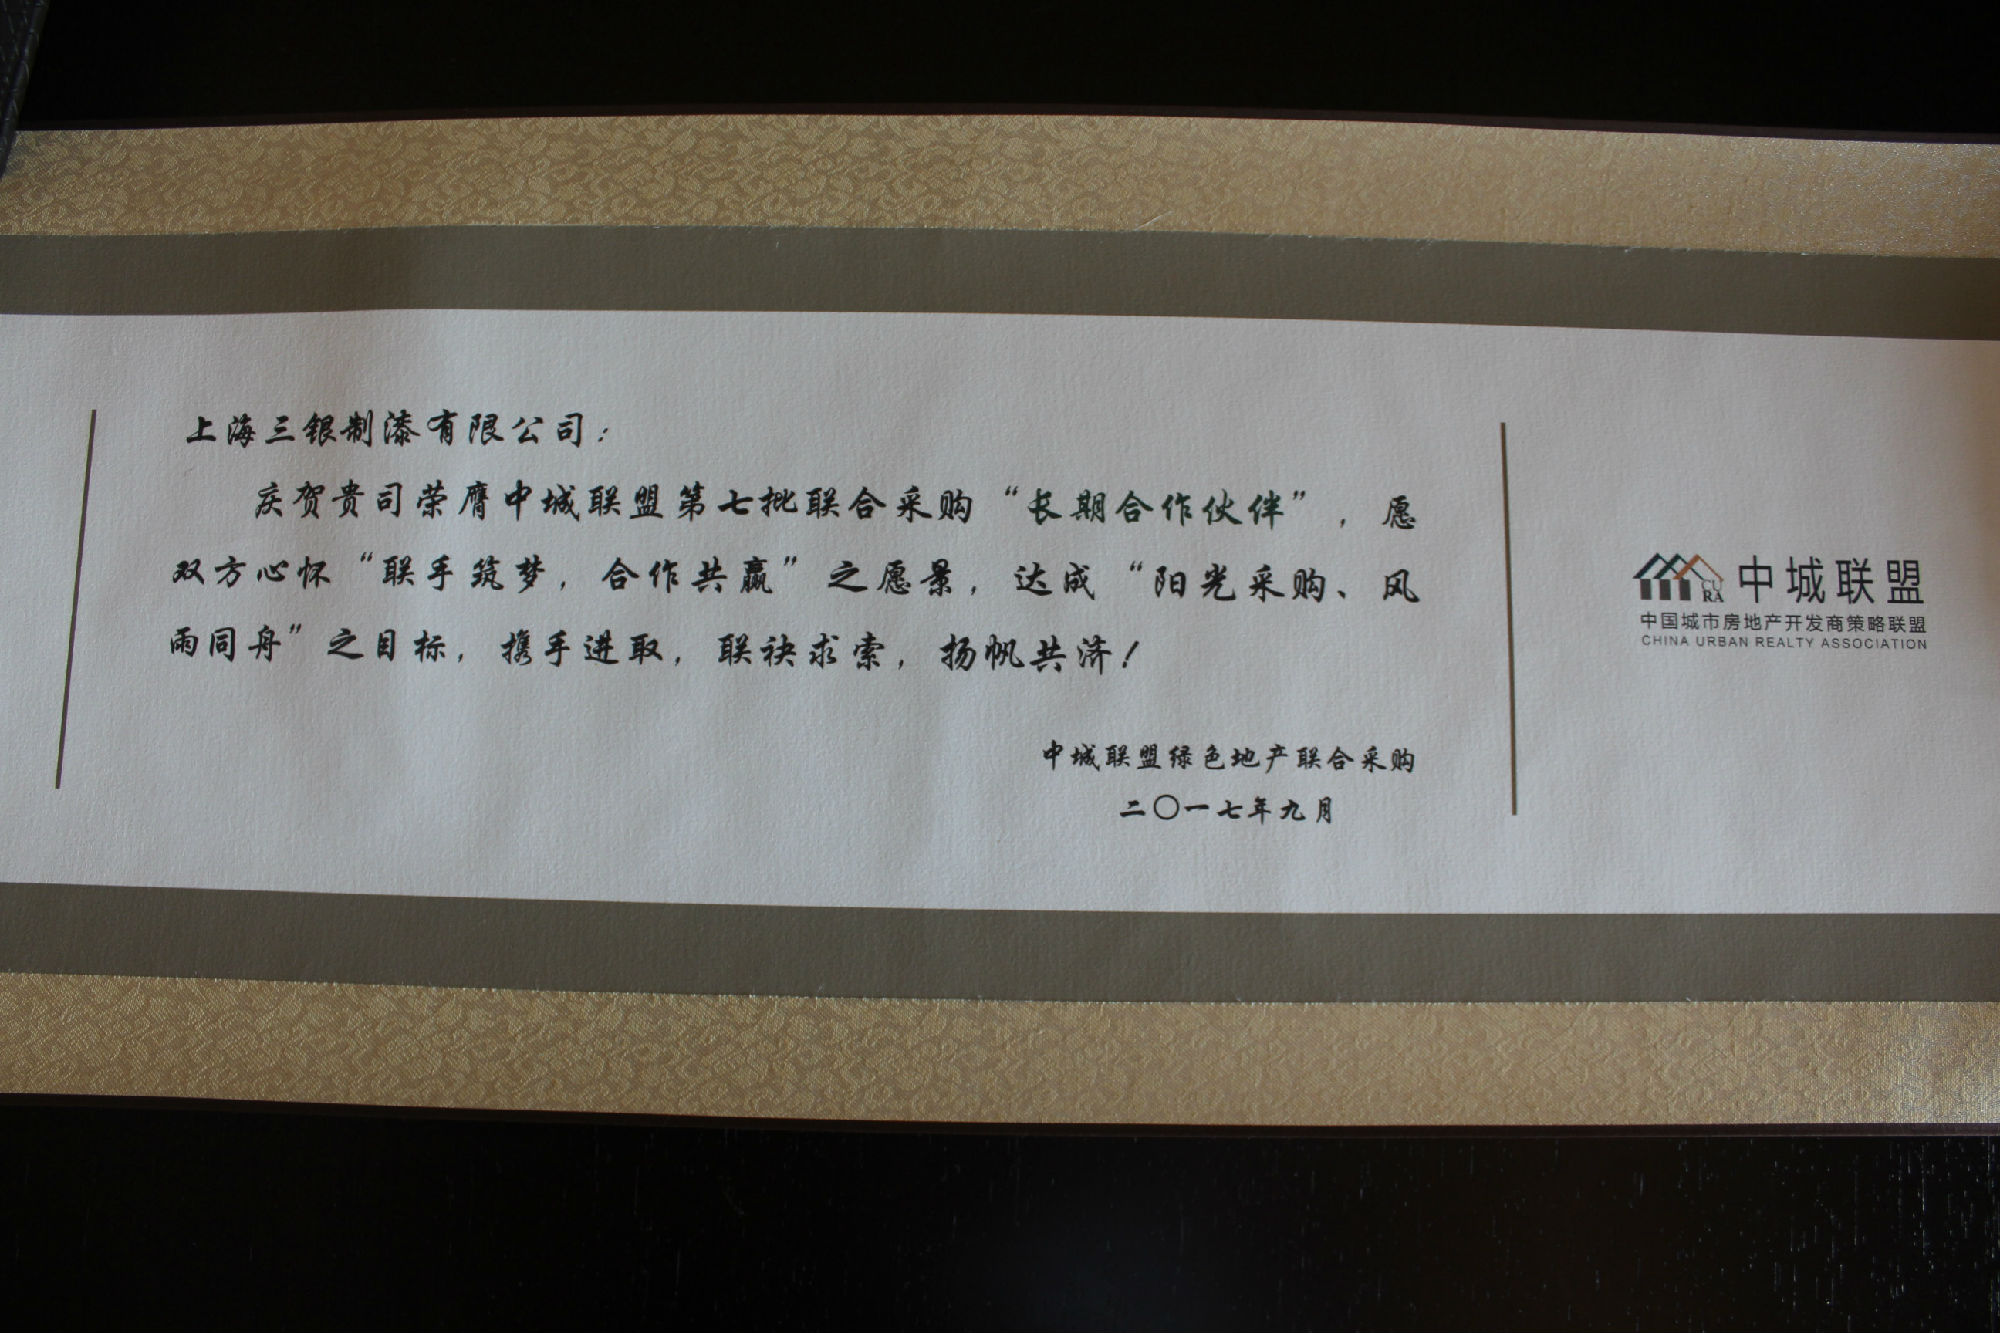 上海三银制漆有限公司：
庆贺贵司荣膺中城联盟第七批联合采购“长期合作伙伴”，愿
双方心怀“联手筑梦，合作共赢”之愿景，达成“阳光采购、风
雨同舟”之目标，携手进取，联袂求索，扬帆共济！
中城联盟绿色地产联合采购
二〇一七年九月
CU
RA
中城联盟
中国城市房地产开发商策略联盟
CHINA URBAN REALTY ASSOCIATION